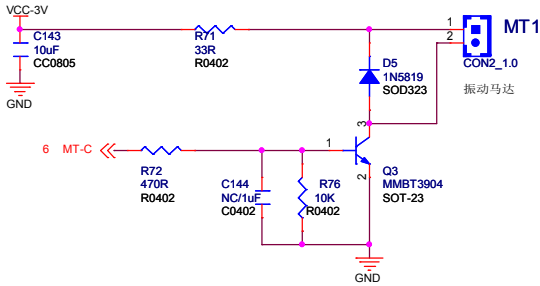 VCC-3V
C143
10uF
CC0805
GND
R71
33R
R0402
1
2
MT1
CON2_1.0
振动马达
D5
1N5819
SOD323
3
6 MT-C
R72
470R
R0402
C144
NC/1uF
C0402
R76
10K
R0402
1
2
Q3
MMBT3904
SOT-23
GND